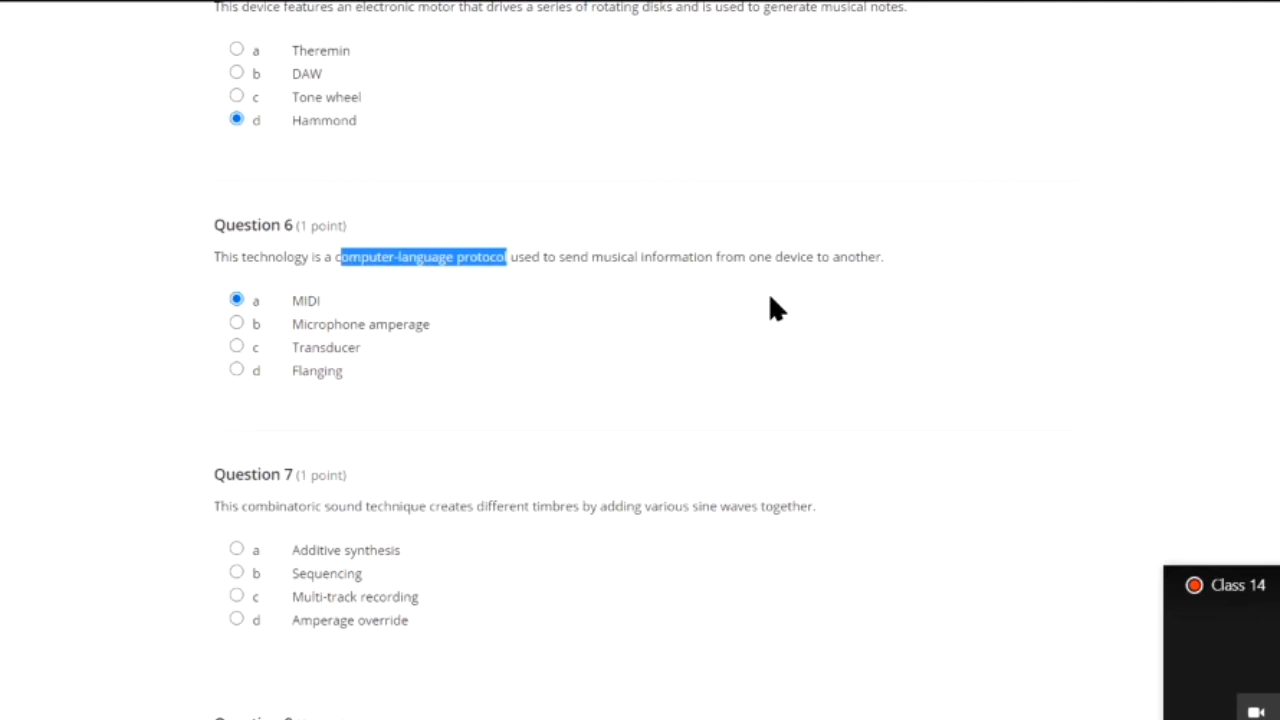 This device features an electronic motor that drives a series of rotating disks and is used to generate musical notes.
a Theremin
b DAW
c Tone wheel
d Hammond
Question 6 (1 point)
This technology is a computer-language protocol used to send musical information from one device to another.
a MIDI
b Microphone amperage
c Transducer
d Flanging
Question 7 (1 point)
This combinatoric sound technique creates different timbres by adding various sine waves together.
a Additive synthesis
b Sequencing
c Multi-track recording
d Amperage override
Class 14